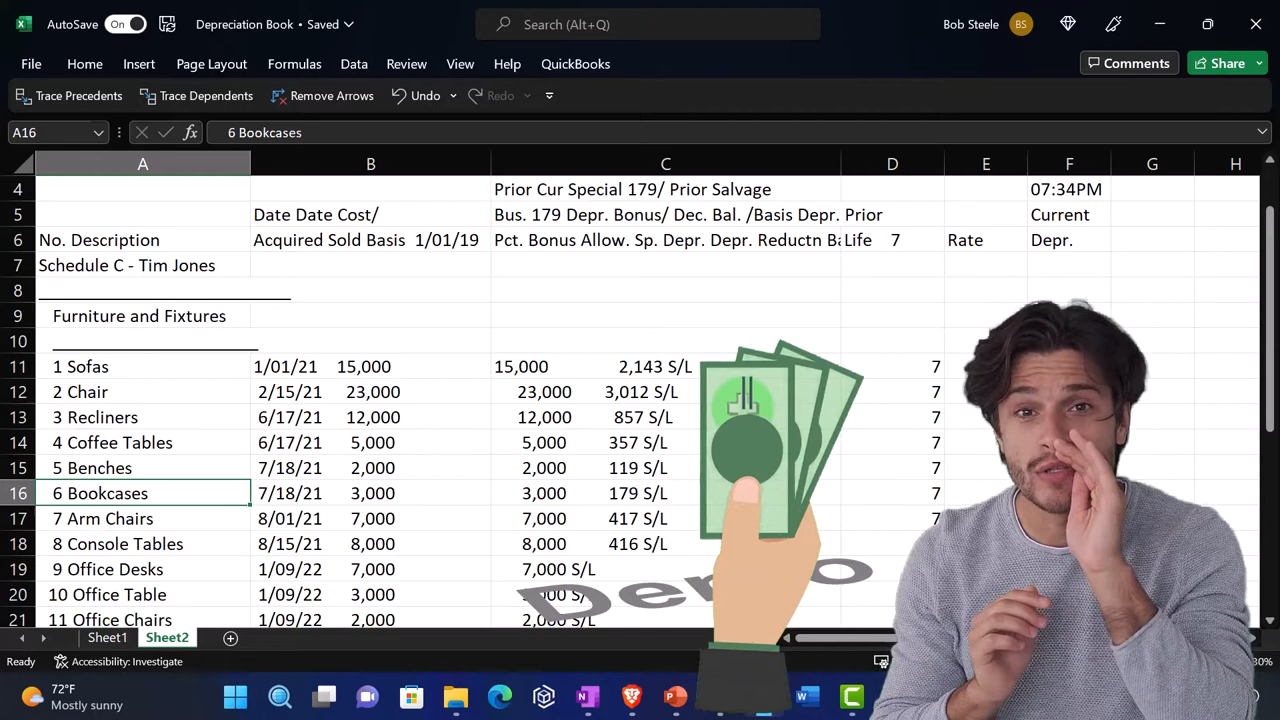 AutoSave On Depreciation Book • Saved Search (Alt+Q) Bob Steele BS
File Home Insert Page Layout Formulas Data Review View Help QuickBooks Comments Share
Trace Precedents Trace Dependents Remove Arrows Undo Redo
A16 fx 6 Bookcases
A B C D E F G H
4 Prior Cur Special 179/ Prior Salvage 07:34PM
5 Date Date Cost/ Bus. 179 Depr. Bonus/ Dec. Bal. /Basis Depr. Prior Current
6 No. Description Acquired Sold Basis 1/01/19 Pct. Bonus Allow. Sp. Depr. Depr. Reductn Ba Life 7 Rate Depr.
7 Schedule C - Tim Jones
8
9 Furniture and Fixtures
10
11 1 Sofas 1/01/21 15,000 15,000 2,143 S/L 7
12 2 Chair 2/15/21 23,000 23,000 3,012 S/L 7
13 3 Recliners 6/17/21 12,000 12,000 857 S/L 7
14 4 Coffee Tables 6/17/21 5,000 5,000 357 S/L 7
15 5 Benches 7/18/21 2,000 2,000 119 S/L 7
16 6 Bookcases 7/18/21 3,000 3,000 179 S/L 7
17 7 Arm Chairs 8/01/21 7,000 7,000 417 S/L 7
18 8 Console Tables 8/15/21 8,000 8,000 416 S/L
19 9 Office Desks 1/09/22 7,000 7,000 S/L
20 10 Office Table 1/09/22 3,000 S/L
21 11 Office Chairs 1/09/22 2,000 2,000 S/L
Sheet1 Sheet2
Ready Accessibility: Investigate 30%
72°F
Mostly sunny